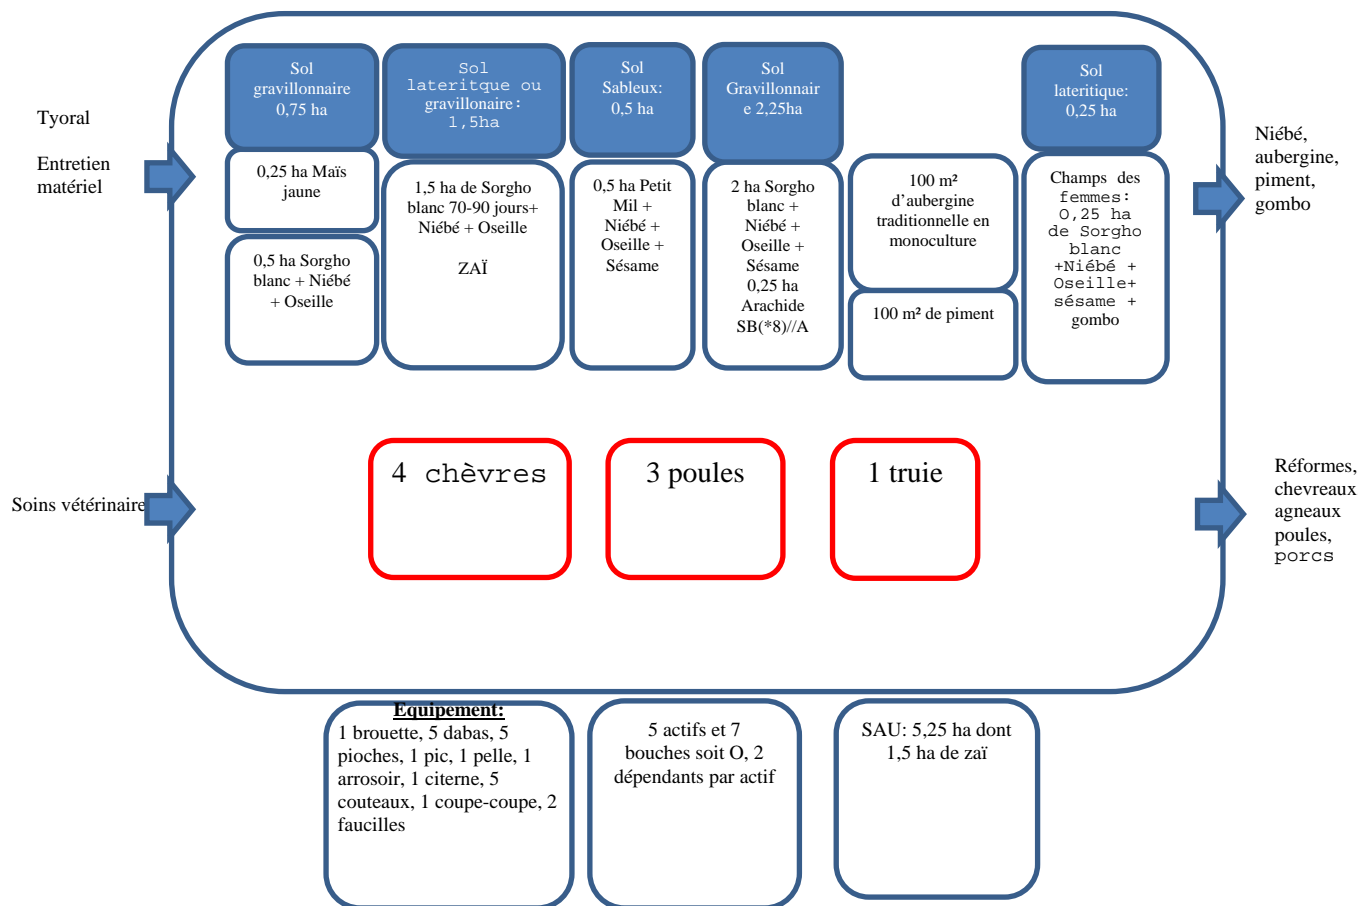 Tyoral
Entretien
matériel
Sol
gravillonnaire
0,75 ha
0,25 ha Maïs
jaune
0,5 ha Sorgho
blanc + Niébé
+ Oseille
Sol
lateritque ou
gravillonaire:
1,5ha
1,5 ha de Sorgho
blanc 70-90 jours+
Niébé + Oseille
ZAÏ
Sol
Sableux:
0,5 ha
0,5 ha Petit
Mil +
Niébé +
Oseille +
Sésame
Sol
Gravillonnair
e 2,25ha
2 ha Sorgho
blanc +
Niébé +
Oseille +
Sésame
0,25 ha
Arachide
SB(*8)//A
100 m²
d’aubergine
traditionnelle en
monoculture
100 m² de piment
Sol
lateritique:
0,25 ha
Champs des
femmes:
O,25 ha
de Sorgho
blanc
+Niébé +
Oseille+
sésame +
gombo
Niébé,
aubergine,
piment,
gombo
Soins vétérinaire
4 chèvres
3 poules
1 truie
Réformes,
chevreaux
agneaux
poules,
porcs
Equipement:
1 brouette, 5 dabas, 5
pioches, 1 pic, 1 pelle, 1
arrosoir, 1 citerne, 5
couteaux, 1 coupe-coupe, 2
faucilles
5 actifs et 7
bouches soit O, 2
dépendants par actif
SAU: 5,25 ha dont
1,5 ha de zaï